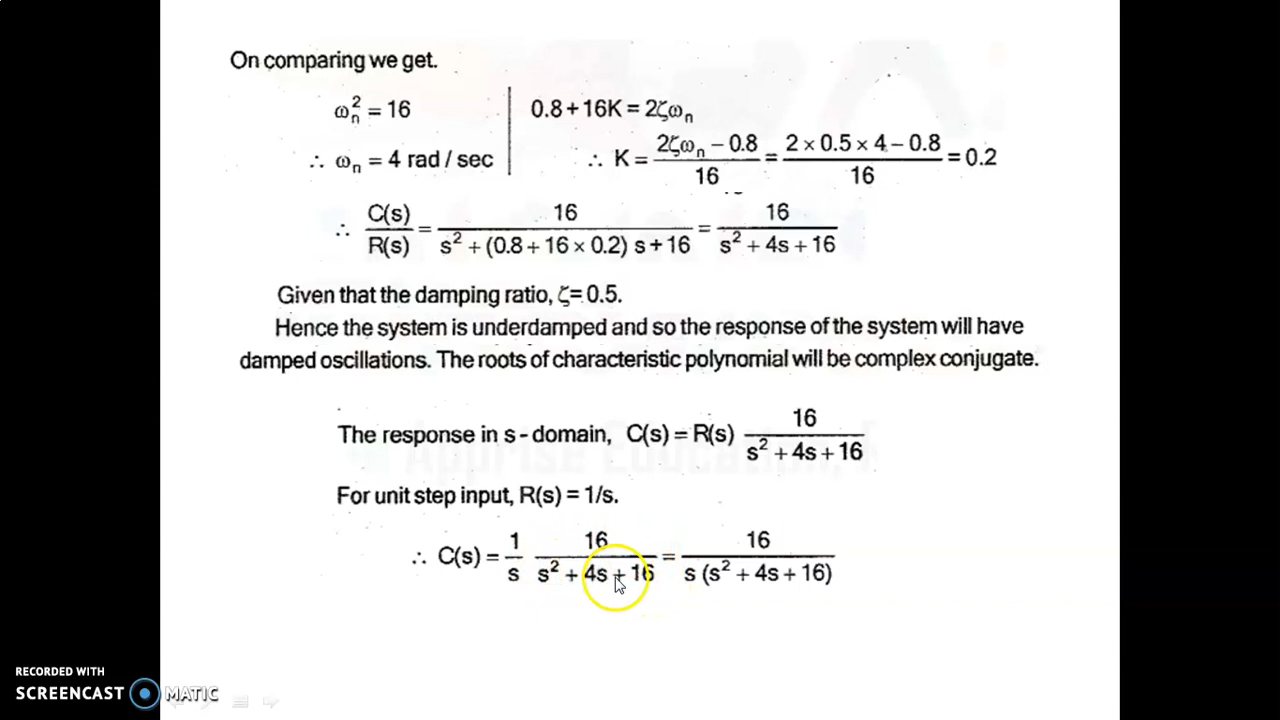 On comparing we get.
ωn² = 16
0.8 + 16K = 2ζωn
∴ ωn = 4 rad / sec
∴ K = (2ζωn − 0.8)/16 = (2 × 0.5 × 4 − 0.8)/16 = 0.2
∴ C(s)/R(s) = 16/(s² + (0.8 + 16 × 0.2) s + 16) = 16/(s² + 4s + 16)
Given that the damping ratio, ζ = 0.5.
Hence the system is underdamped and so the response of the system will have
damped oscillations. The roots of characteristic polynomial will be complex conjugate.
The response in s - domain, C(s) = R(s) 16/(s² + 4s + 16)
For unit step input, R(s) = 1/s.
∴ C(s) = 1/s 16/(s² + 4s + 16) = 16/(s (s² + 4s + 16))
RECORDED WITH
SCREENCAST MATIC